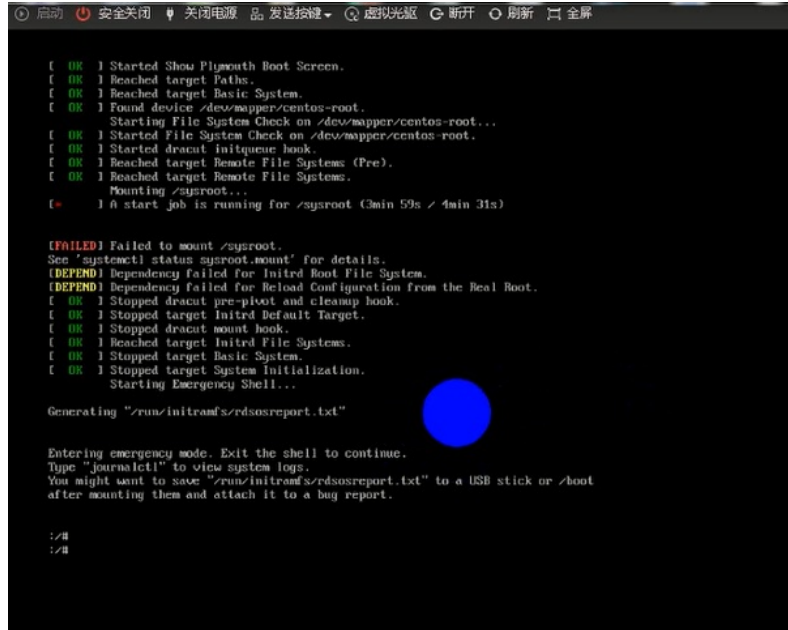 启动 安全关闭 关闭电源 发送按键 虚拟光驱 断开 刷新 全屏
[  OK  ] Started Show Plymouth Boot Screen.
[  OK  ] Reached target Paths.
[  OK  ] Reached target Basic System.
[  OK  ] Found device /dev/mapper/centos-root.
Starting File System Check on /dev/mapper/centos-root...
[  OK  ] Started File System Check on /dev/mapper/centos-root.
[  OK  ] Started dracut initqueue hook.
[  OK  ] Reached target Remote File Systems (Pre).
[  OK  ] Reached target Remote File Systems.
Mounting /sysroot...
[*     ] A start job is running for /sysroot (3min 59s / 4min 31s)
[FAILED] Failed to mount /sysroot.
See 'systemctl status sysroot.mount' for details.
[DEPEND] Dependency failed for Initrd Root File System.
[DEPEND] Dependency failed for Reload Configuration from the Real Root.
[  OK  ] Stopped dracut pre-pivot and cleanup hook.
[  OK  ] Stopped target Initrd Default Target.
[  OK  ] Stopped dracut mount hook.
[  OK  ] Reached target Initrd File Systems.
[  OK  ] Stopped target Basic System.
[  OK  ] Stopped target System Initialization.
Starting Emergency Shell...
Generating "/run/initramfs/rdsosreport.txt"
Entering emergency mode. Exit the shell to continue.
Type "journalctl" to view system logs.
You might want to save "/run/initramfs/rdsosreport.txt" to a USB stick or /boot
after mounting them and attach it to a bug report.
:/#
:/#